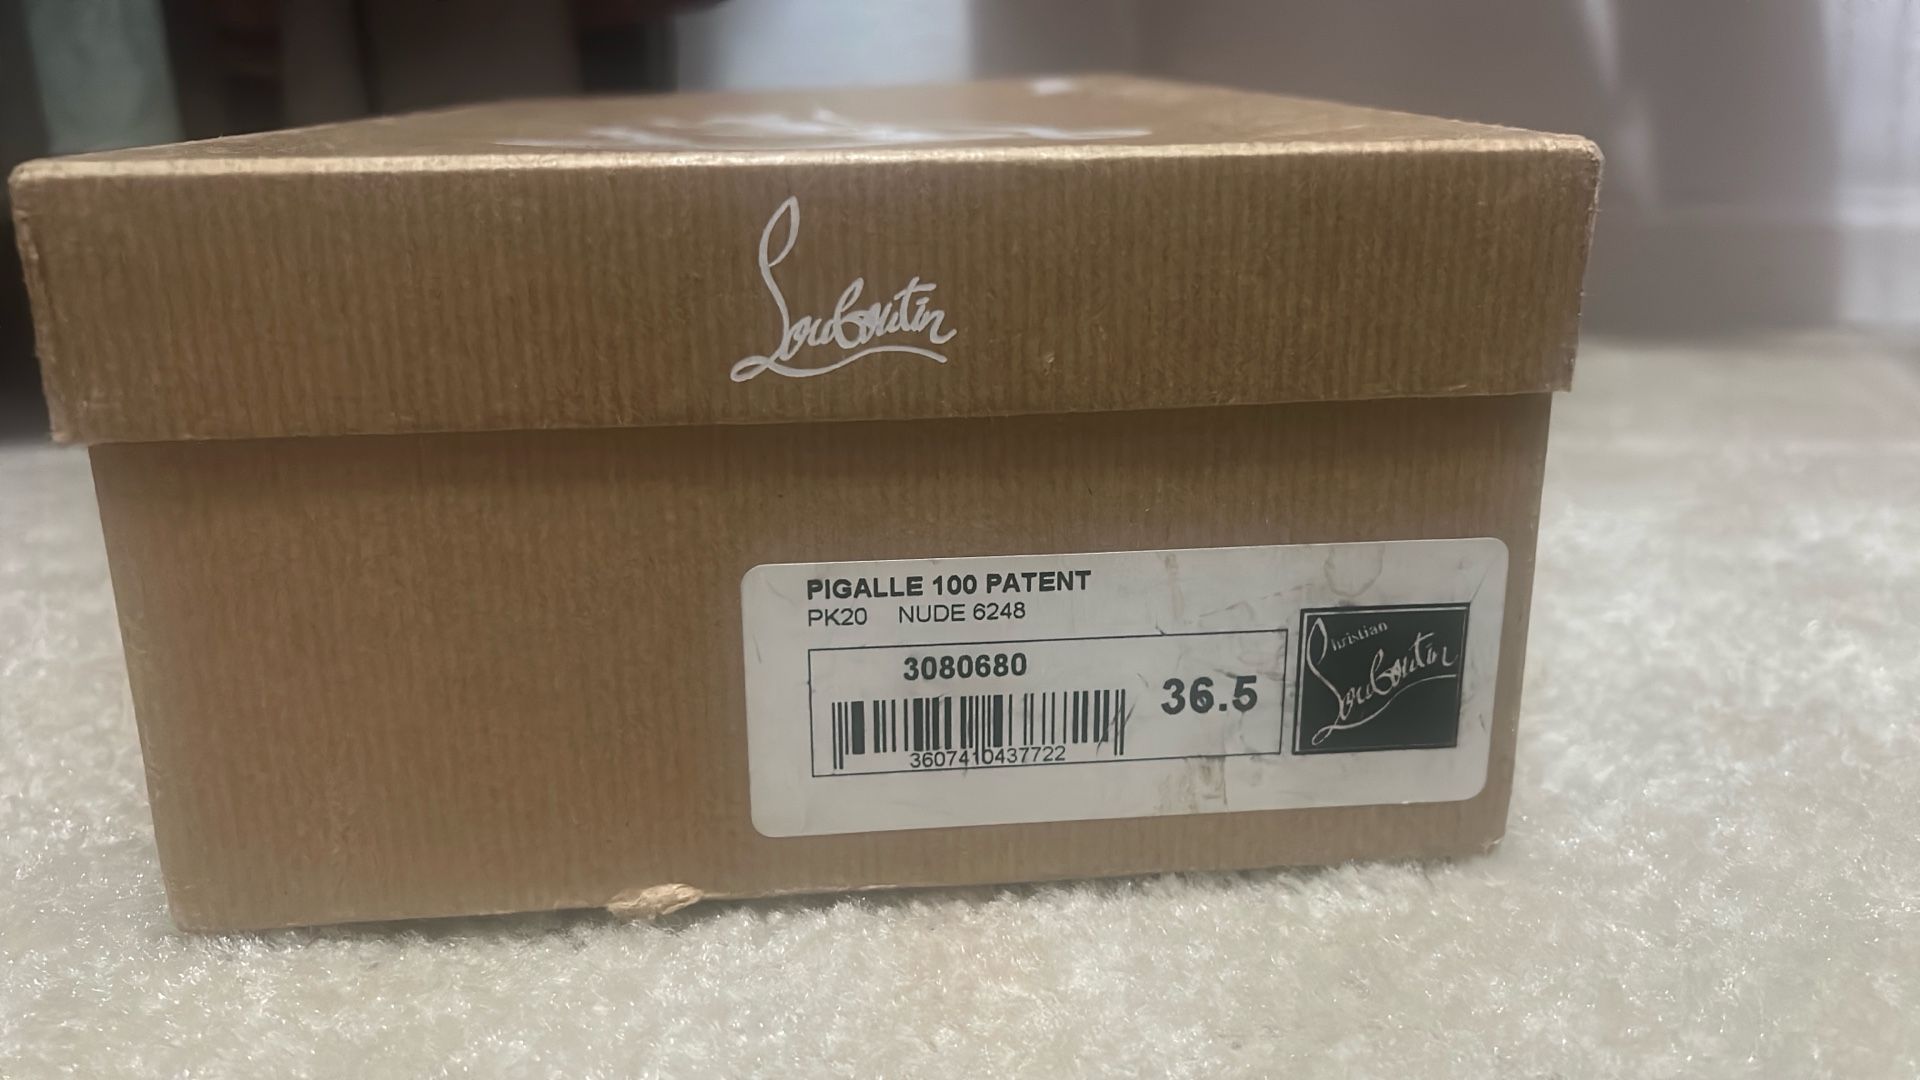 Louboutin
PIGALLE 100 PATENT
PK20 NUDE 6248
3080680
36.5
3607410437722
Christian
Louboutin